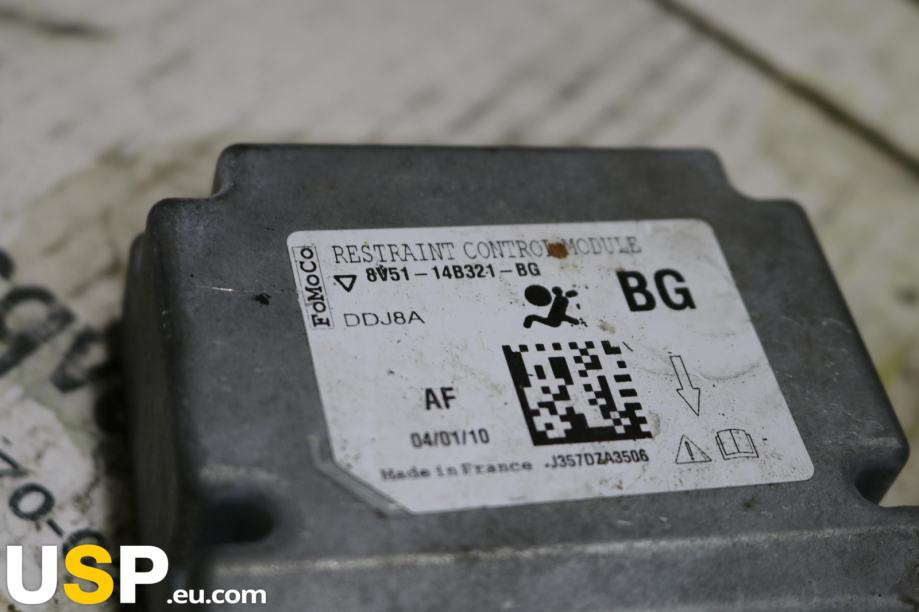 FoMoCo
RESTRAINT CONTROL MODULE
8V51-14B321-BG
DDJ8A
BG
AF
04/01/10
Made in France
J357DZA3506
USP.eu.com